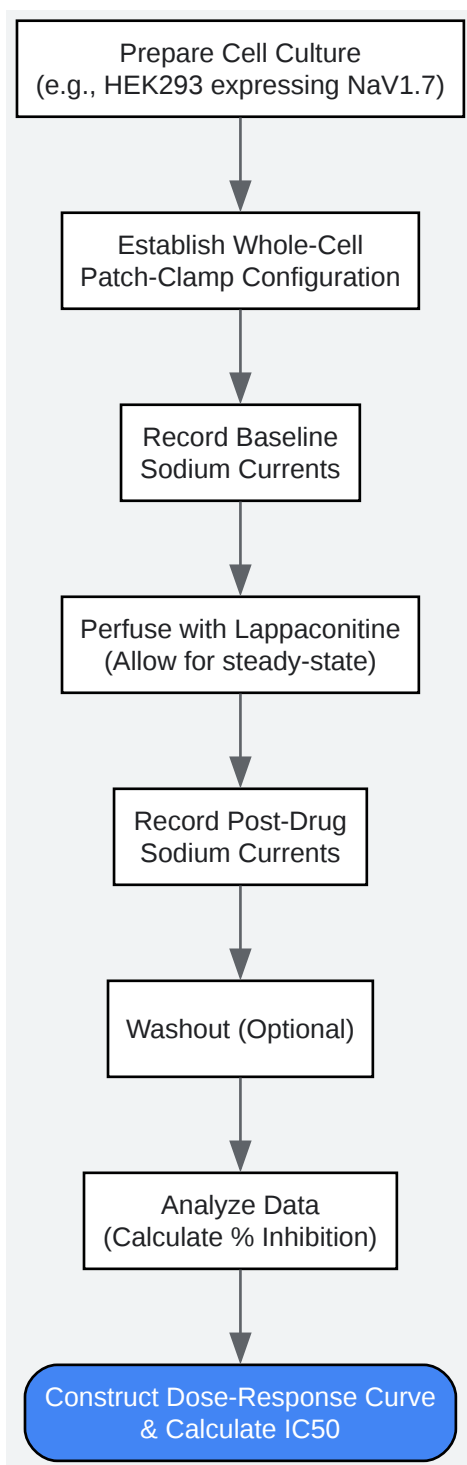 Prepare Cell Culture
(e.g., HEK293 expressing NaV1.7)
Establish Whole-Cell
Patch-Clamp Configuration
Record Baseline
Sodium Currents
Perfuse with Lappaconitine
(Allow for steady-state)
Record Post-Drug
Sodium Currents
Washout (Optional)
Analyze Data
(Calculate % Inhibition)
Construct Dose-Response Curve
& Calculate IC50